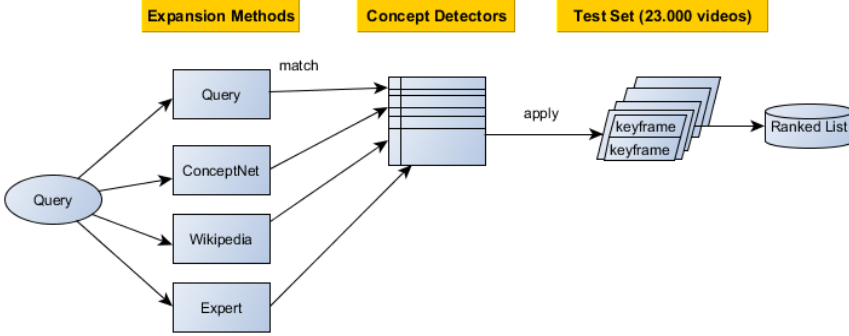 Expansion Methods
Concept Detectors
Test Set (23.000 videos)
match
Query
apply
keyframe
keyframe
Ranked List
ConceptNet
Query
Wikipedia
Expert